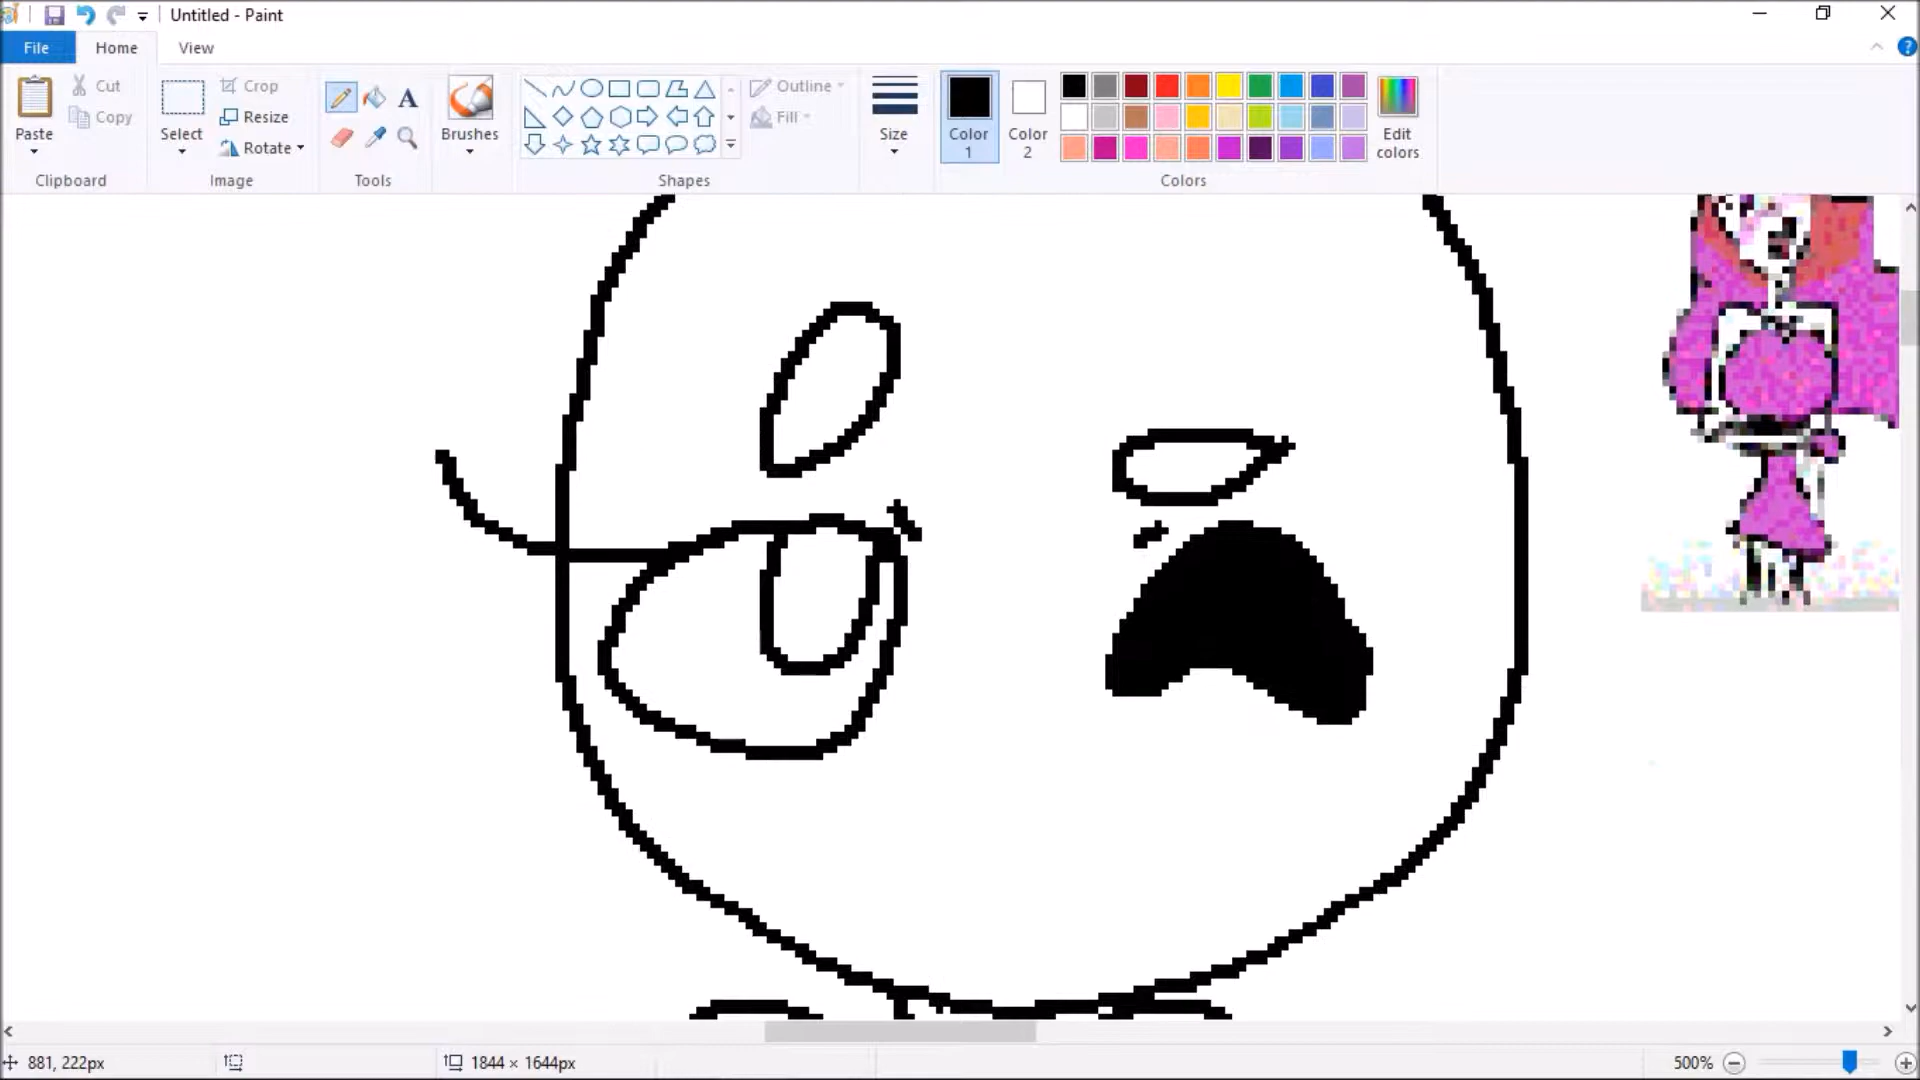 Untitled - Paint
File Home View
Paste Cut Copy
Clipboard
Select Crop Resize Rotate
Image
A
Tools
Brushes
Outline Fill
Shapes
Size
Color 1
Color 2
Edit colors
Colors
?
881, 222px
1844 × 1644px
500%